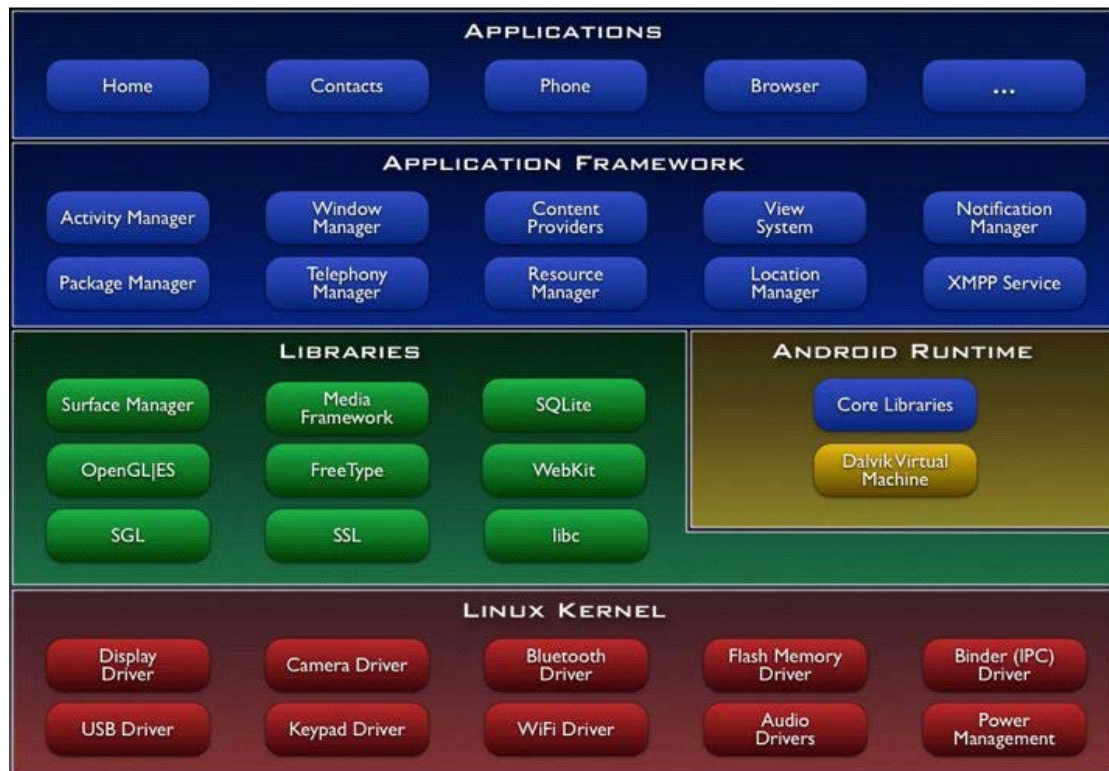 APPLICATIONS
Home
Contacts
Phone
Browser
...
APPLICATION FRAMEWORK
Activity Manager
Window
Manager
Content
Providers
View
System
Notification
Manager
Package Manager
Telephony
Manager
Resource
Manager
Location
Manager
XMPP Service
LIBRARIES
Surface Manager
Media
Framework
SQLite
OpenGL|ES
FreeType
WebKit
SGL
SSL
libc
ANDROID RUNTIME
Core Libraries
Dalvik Virtual
Machine
LINUX KERNEL
Display
Driver
Camera Driver
Bluetooth
Driver
Flash Memory
Driver
Binder (IPC)
Driver
USB Driver
Keypad Driver
WiFi Driver
Audio
Drivers
Power
Management